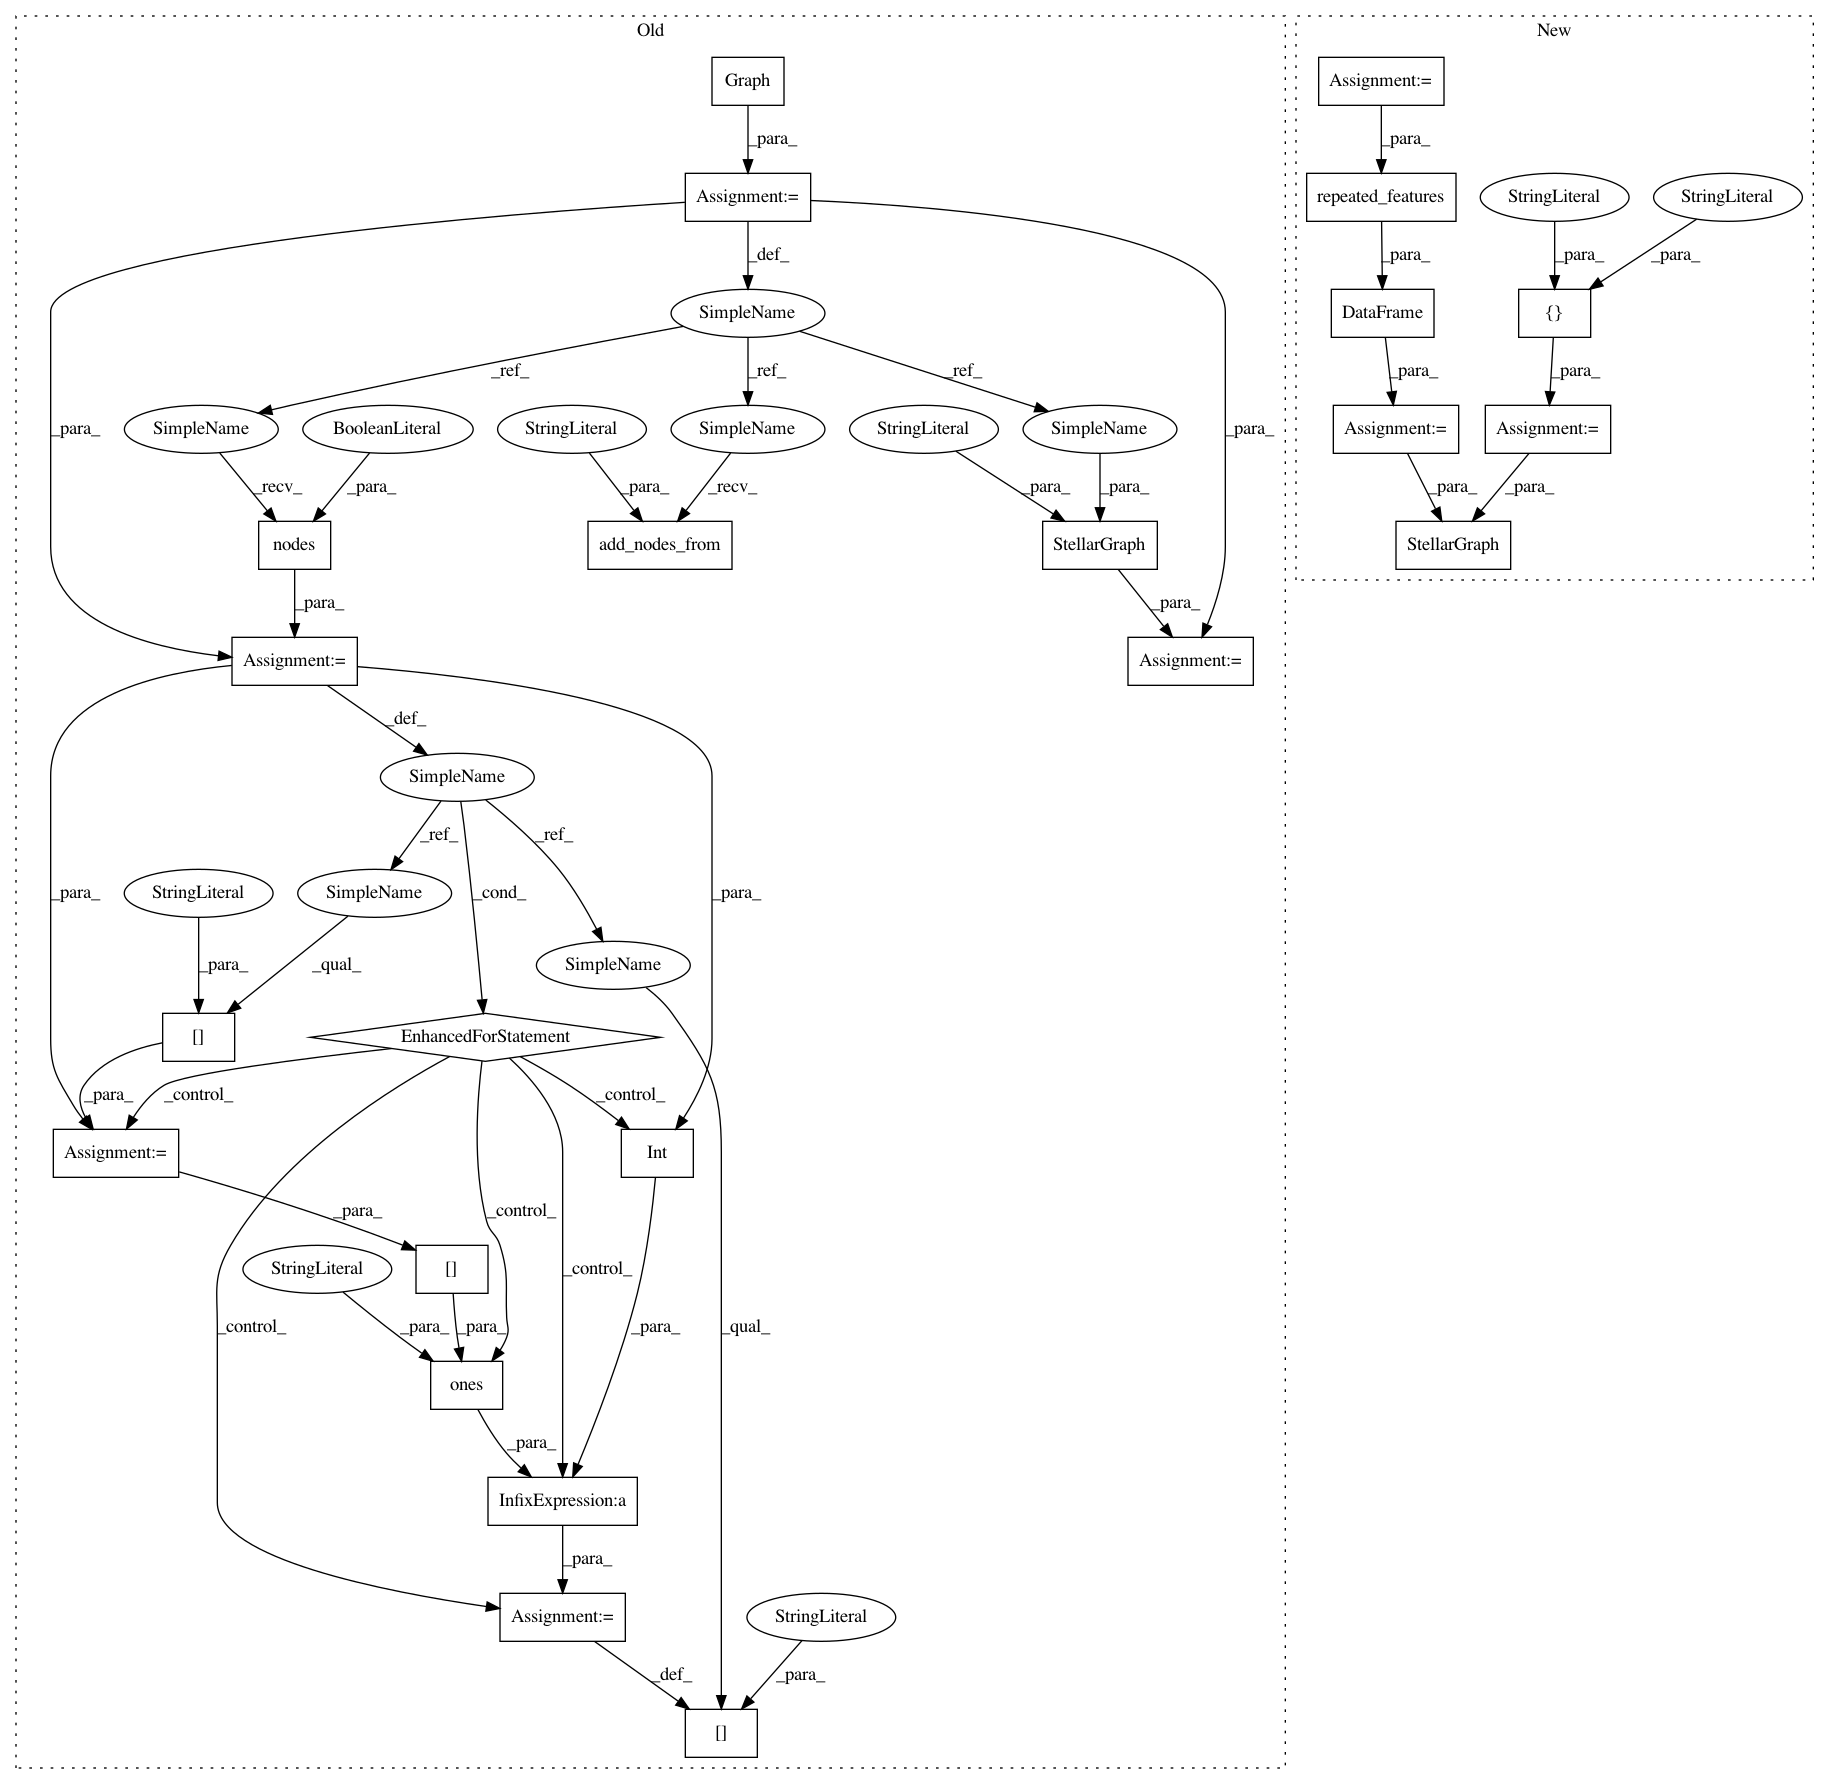 Old
New
Graph
Assignment:=
_para_
_para_
Assignment:=
repeated_features
StringLiteral
StringLiteral
_def_
_para_
_para_
_para_
SimpleName
DataFrame
{}
_ref_
_ref_
_ref_
_para_
_para_
_para_
SimpleName
BooleanLiteral
StringLiteral
SimpleName
StringLiteral
SimpleName
_para_
Assignment:=
Assignment:=
_recv_
_para_
_para_
_recv_
_para_
_para_
_para_
_para_
nodes
add_nodes_from
StellarGraph
StellarGraph
_para_
_para_
Assignment:=
Assignment:=
_def_
SimpleName
_ref_
_ref_
StringLiteral
SimpleName
_para_
_cond_
_para_
SimpleName
_para_
_qual_
[]
EnhancedForStatement
_para_
_control_
_control_
Assignment:=
Int
_para_
_control_
StringLiteral
[]
_control_
_control_
_para_
_para_
_para_
_qual_
ones
_para_
InfixExpression:a
_para_
Assignment:=
StringLiteral
_def_
_para_
[]